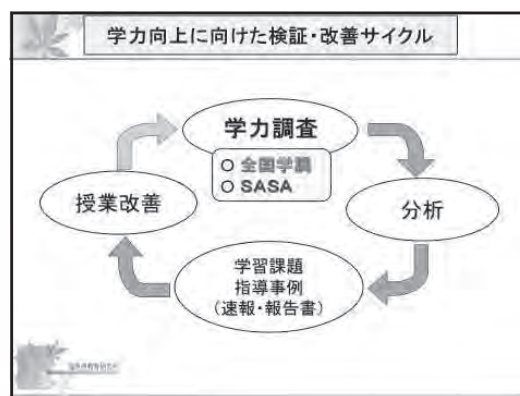 学力向上に向けた検証・改善サイクル
学力調査
○ 全国学調
○ SASA
授業改善
分析
学習課題
指導事例
(速報・報告書)